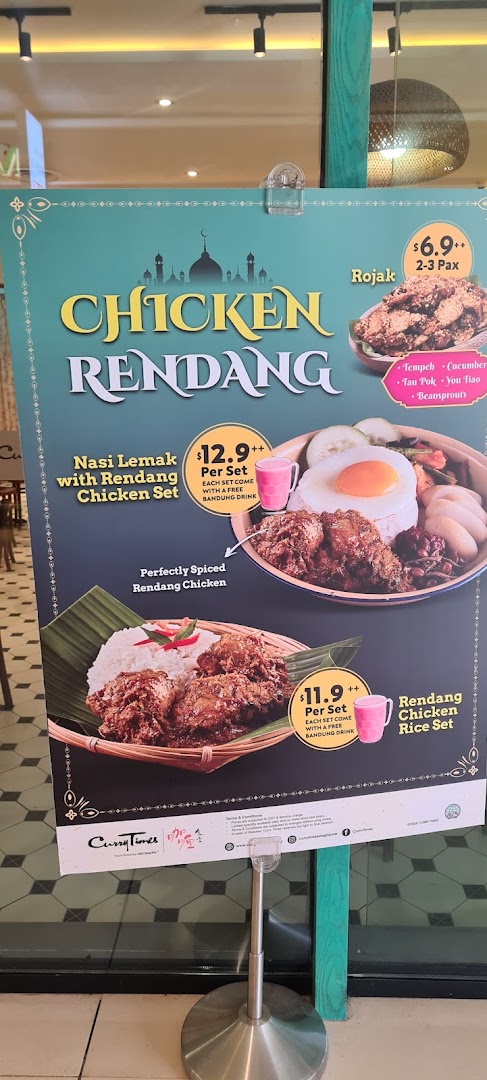 $6.9++
2-3 Pax
Rojak
• Tempeh • Cucumber
• Tau Pok • You Tiao
• Beansprouts
CHICKEN
RENDANG
Nasi Lemak
with Rendang
Chicken Set
$12.9++
Per Set
EACH SET COME
WITH A FREE
BANDUNG DRINK
Perfectly Spiced
Rendang Chicken
$11.9++
Per Set
EACH SET COME
WITH A FREE
BANDUNG DRINK
Rendang
Chicken
Rice Set
Curry Times
Terms & Conditions